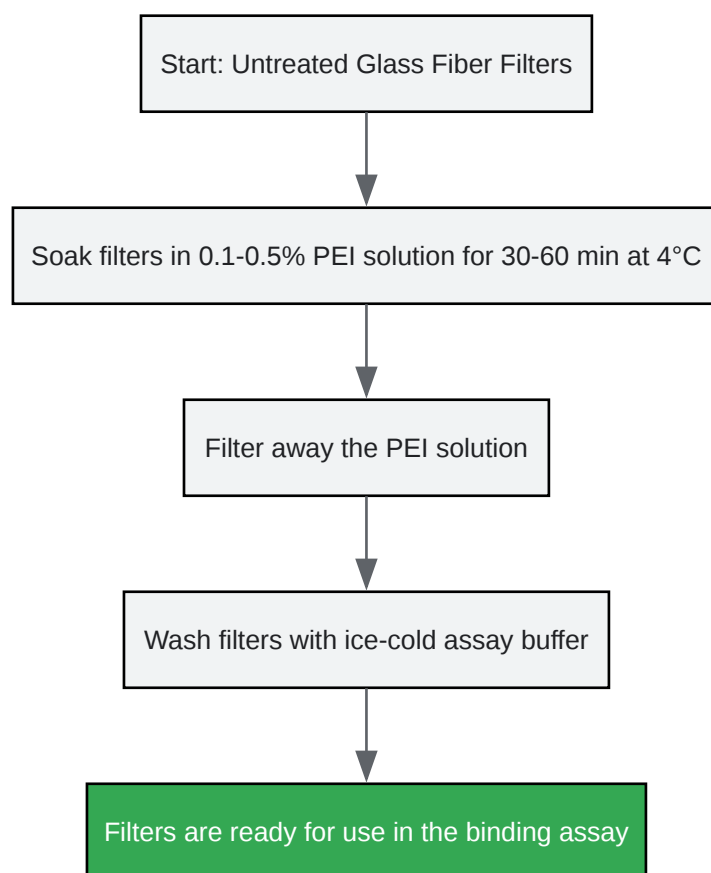 Start: Untreated Glass Fiber Filters
Soak filters in 0.1-0.5% PEI solution for 30-60 min at 4°C
Filter away the PEI solution
Wash filters with ice-cold assay buffer
Filters are ready for use in the binding assay